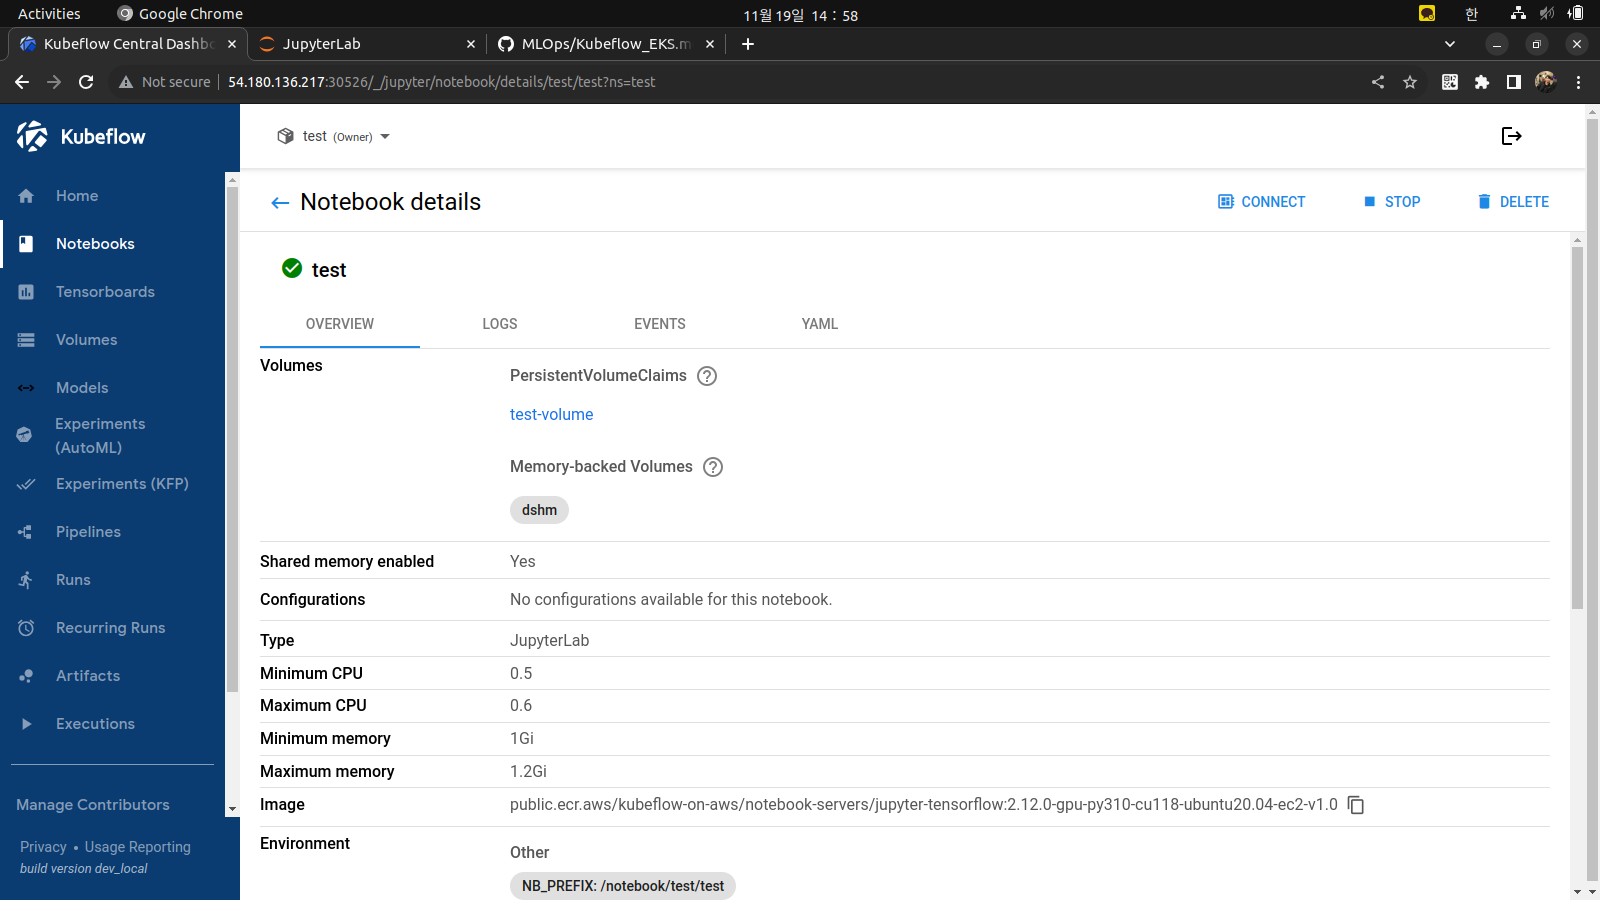 Activities Google Chrome 11월 19일 14 : 58 한
Kubeflow Central Dashbo JupyterLab MLOps/Kubeflow_EKS.m
Not secure 54.180.136.217:30526/_/jupyter/notebook/details/test/test?ns=test
Kubeflow
test (Owner)
Home
Notebooks
Tensorboards
Volumes
Models
Experiments
(AutoML)
Experiments (KFP)
Pipelines
Runs
Recurring Runs
Artifacts
Executions
Manage Contributors
Privacy • Usage Reporting
build version dev_local
Notebook details
CONNECT STOP DELETE
test
OVERVIEW LOGS EVENTS YAML
Volumes
PersistentVolumeClaims
test-volume
Memory-backed Volumes
dshm
Shared memory enabled Yes
Configurations No configurations available for this notebook.
Type JupyterLab
Minimum CPU 0.5
Maximum CPU 0.6
Minimum memory 1Gi
Maximum memory 1.2Gi
Image public.ecr.aws/kubeflow-on-aws/notebook-servers/jupyter-tensorflow:2.12.0-gpu-py310-cu118-ubuntu20.04-ec2-v1.0
Environment
Other
NB_PREFIX: /notebook/test/test